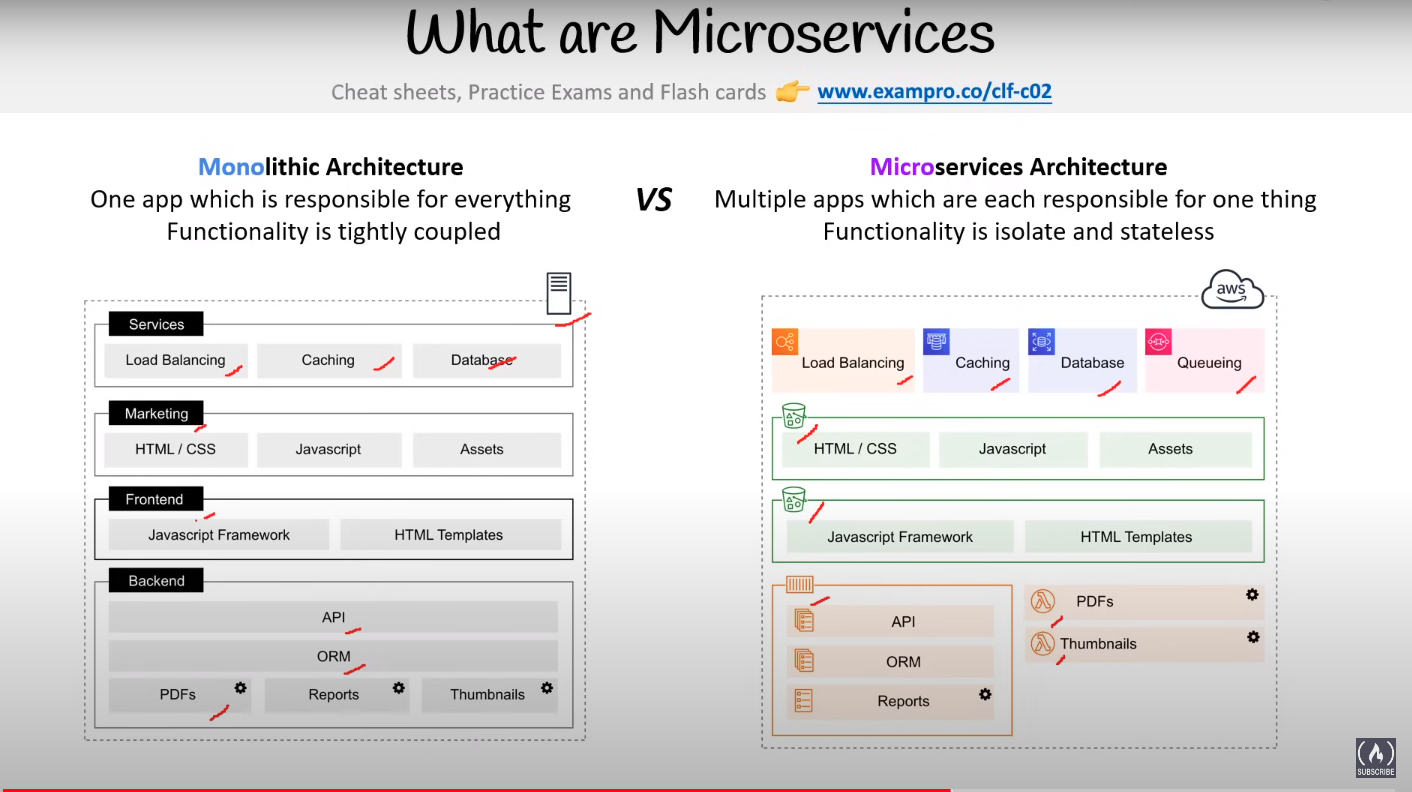 What are Microservices
Cheat sheets, Practice Exams and Flash cards 👉 www.exampro.co/clf-c02
Monolithic Architecture
One app which is responsible for everything
Functionality is tightly coupled
VS
Microservices Architecture
Multiple apps which are each responsible for one thing
Functionality is isolate and stateless
Services
Load Balancing
Caching
Database
Marketing
HTML / CSS
Javascript
Assets
Frontend
Javascript Framework
HTML Templates
Backend
API
ORM
PDFs
Reports
Thumbnails
aws
Load Balancing
Caching
Database
Queueing
HTML / CSS
Javascript
Assets
Javascript Framework
HTML Templates
API
ORM
Reports
PDFs
Thumbnails
SUBSCRIBE